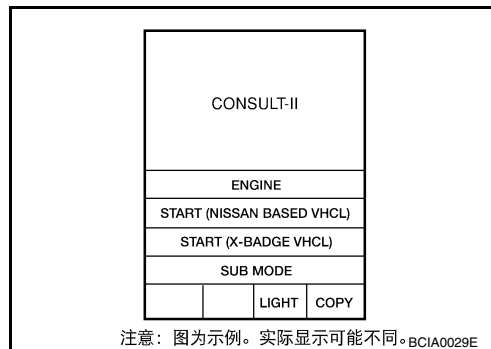 CONSULT-II
ENGINE
START (NISSAN BASED VHCL)
START (X-BADGE VHCL)
SUB MODE
LIGHT COPY
注意：图为示例。实际显示可能不同。BCIA0029E